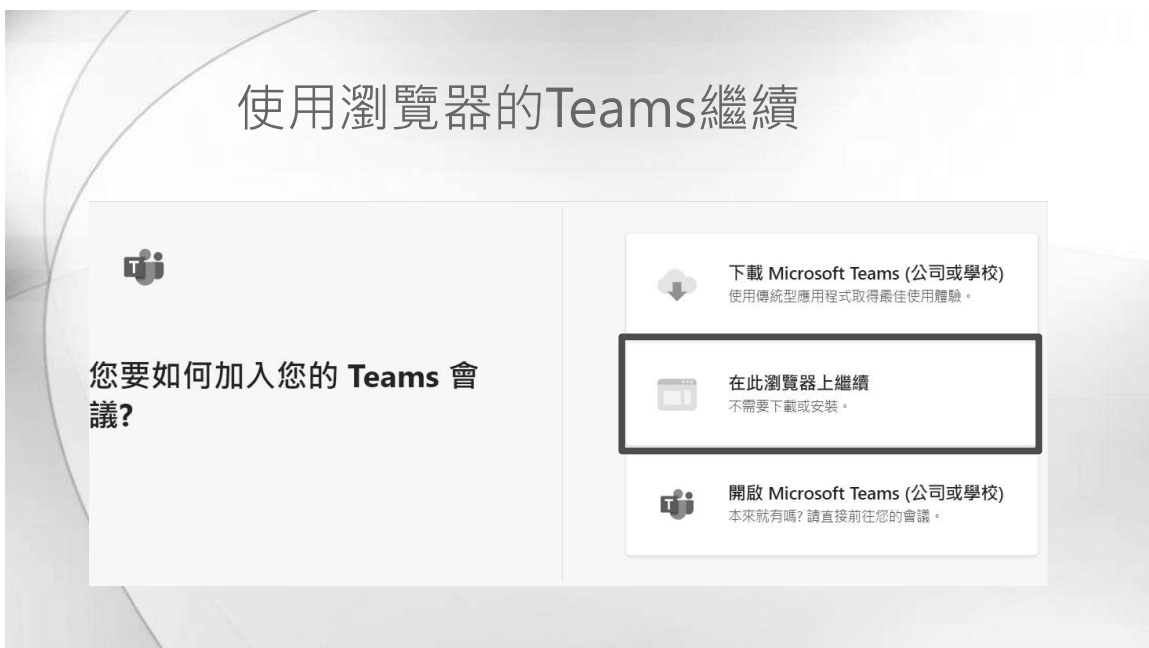 使用瀏覽器的Teams繼續
您要如何加入您的 Teams 會
議?
下載 Microsoft Teams (公司或學校)
使用傳統型應用程式取得最佳使用體驗。
在此瀏覽器上繼續
不需要下載或安裝。
開啟 Microsoft Teams (公司或學校)
本來就有嗎? 請直接前往您的會議。